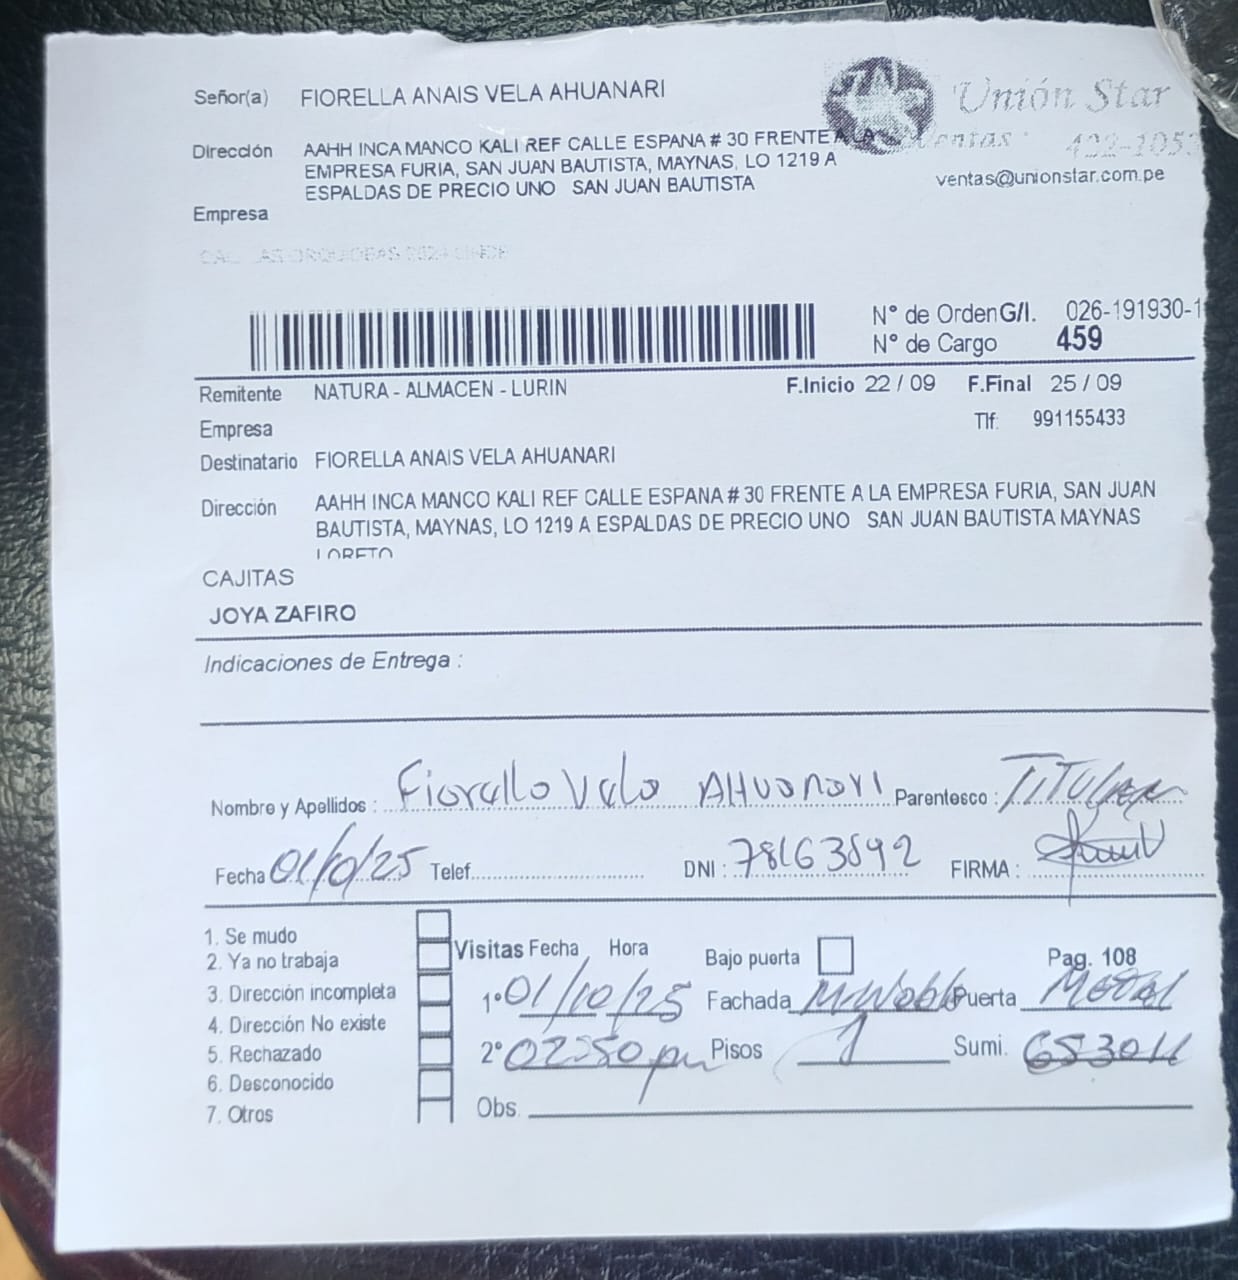 Señor(a) FIORELLA ANAIS VELA AHUANARI
Unión Star
Dirección AAHH INCA MANCO KALI REF CALLE ESPANA # 30 FRENTE A LA
EMPRESA FURIA, SAN JUAN BAUTISTA, MAYNAS, LO 1219 A
ESPALDAS DE PRECIO UNO SAN JUAN BAUTISTA
Ventas: 422-1053
ventas@unionstar.com.pe
Empresa
N° de Orden G/I. 026-191930-1
N° de Cargo 459
Remitente NATURA - ALMACEN - LURIN F.Inicio 22 / 09 F.Final 25 / 09
Empresa Tlf: 991155433
Destinatario FIORELLA ANAIS VELA AHUANARI
Dirección AAHH INCA MANCO KALI REF CALLE ESPANA # 30 FRENTE A LA EMPRESA FURIA, SAN JUAN
BAUTISTA, MAYNAS, LO 1219 A ESPALDAS DE PRECIO UNO SAN JUAN BAUTISTA MAYNAS
LORETO
CAJITAS
JOYA ZAFIRO
Indicaciones de Entrega :
Nombre y Apellidos : Fiorella Vela AHUANARI Parentesco : TITULAR
Fecha 01/10/25 Telef. DNI : 78163892 FIRMA :
1. Se mudo
2. Ya no trabaja
3. Dirección incompleta
4. Dirección No existe
5. Rechazado
6. Desconocido
7. Otros
Visitas Fecha Hora Bajo puerta Pag. 108
1° 01/10/25 Fachada Puerta Metal
2° 02:50 pm Pisos 1 Sumi.
Obs.